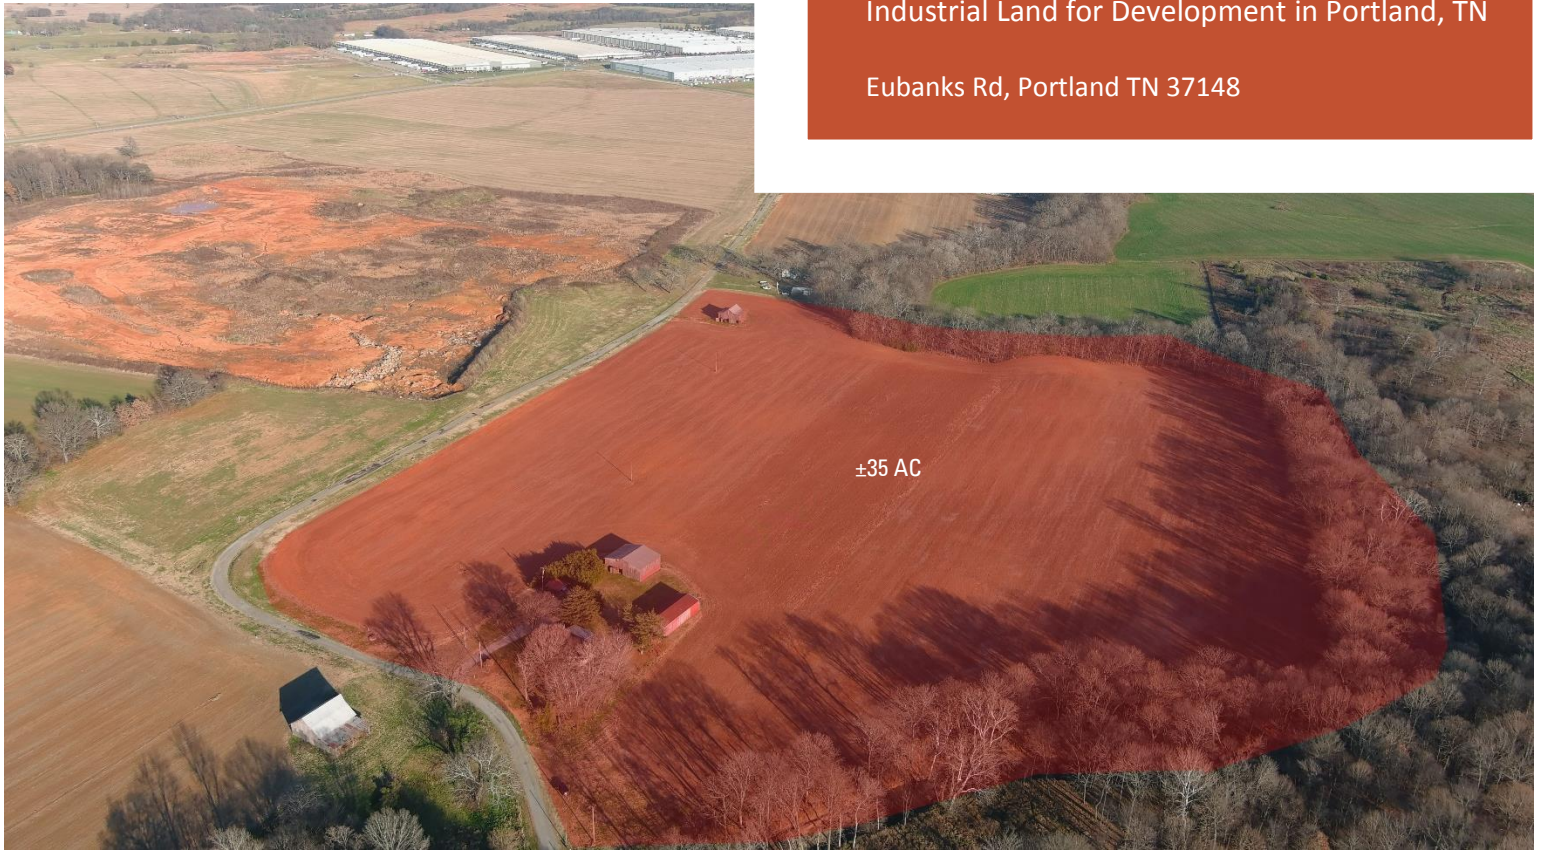 Industrial Land for Development in Portland, TN
Eubanks Rd, Portland TN 37148
±35 AC